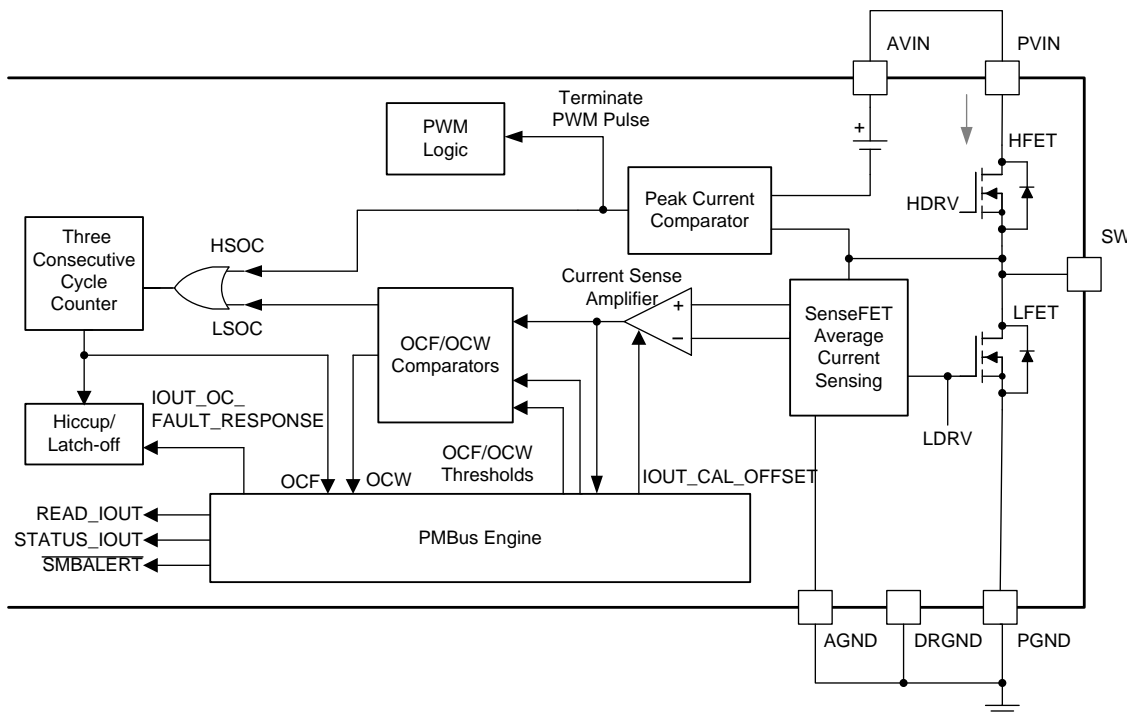 AVIN
PVIN
Terminate
PWM Pulse
PWM
Logic
+
HFET
Peak Current
Comparator
HDRV
Three
Consecutive
Cycle
Counter
HSOC
SW
Current Sense
Amplifier
+
−
SenseFET
Average
Current
Sensing
LFET
LSOC
OCF/OCW
Comparators
IOUT_OC_
FAULT_RESPONSE
Hiccup/
Latch-off
LDRV
OCF/OCW
Thresholds
OCF
OCW
IOUT_CAL_OFFSET
READ_IOUT
STATUS_IOUT
SMBALERT
PMBus Engine
AGND
DRGND
PGND